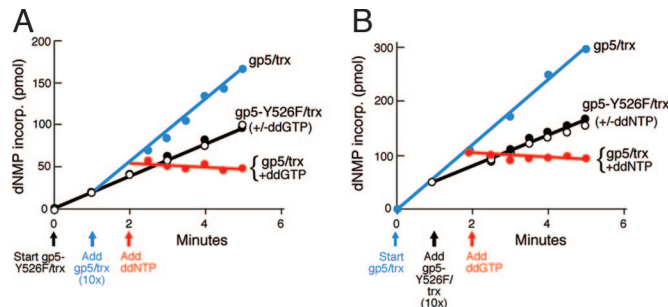 A
dNMP incorp. (pmol)
200
150
100
50
0
gp5/trx
gp5-Y526F/trx
(+/-ddGTP)
gp5/trx
+ddGTP
0
2
4
6
Minutes
Start gp5-
Y526F/trx
Add
gp5/trx
(10x)
Add
ddNTP
B
dNMP incorp. (pmol)
300
200
100
0
gp5/trx
gp5-Y526F/trx
(+/-ddNTP)
gp5/trx
+ddNTP
0
2
4
6
Minutes
Start
gp5/trx
Add
gp5-
Y526F/
trx
(10x)
Add
ddGTP